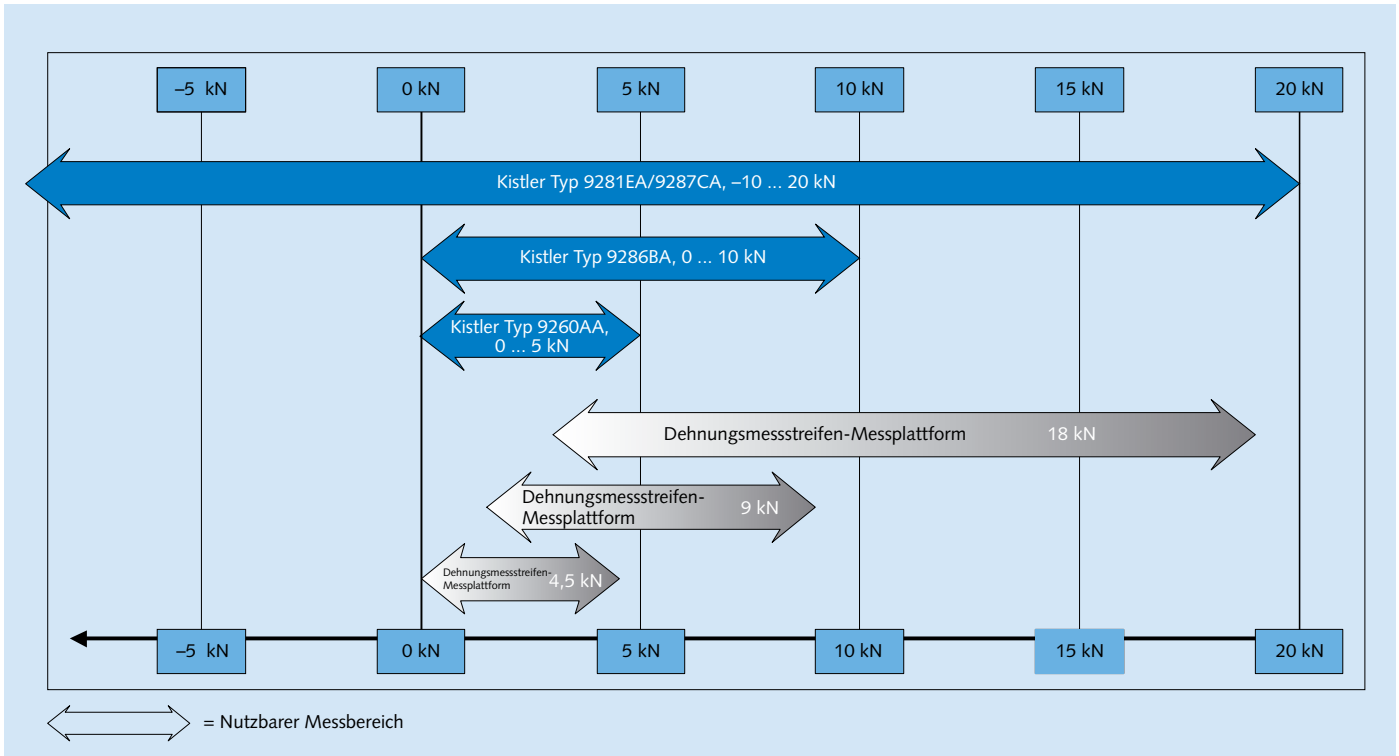 –5 kN 0 kN 5 kN 10 kN 15 kN 20 kN
Kistler Typ 9281EA/9287CA, –10 ... 20 kN
Kistler Typ 9286BA, 0 ... 10 kN
Kistler Typ 9260AA,
0 ... 5 kN
Dehnungsmessstreifen-Messplattform 18 kN
Dehnungsmessstreifen-
Messplattform 9 kN
Dehnungsmessstreifen-
Messplattform 4,5 kN
–5 kN 0 kN 5 kN 10 kN 15 kN 20 kN
= Nutzbarer Messbereich